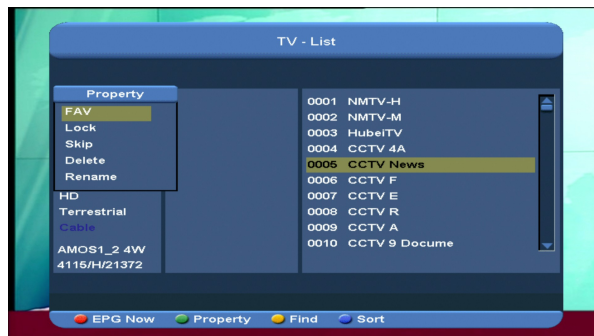 TV - List
Property
FAV
Lock
Skip
Delete
Rename
HD
Terrestrial
Cable
AMOS1_2 4W
4115/H/21372
0001 NMTV-H
0002 NMTV-M
0003 HubeiTV
0004 CCTV 4A
0005 CCTV News
0006 CCTV F
0007 CCTV E
0008 CCTV R
0009 CCTV A
0010 CCTV 9 Docume
EPG Now
Property
Find
Sort